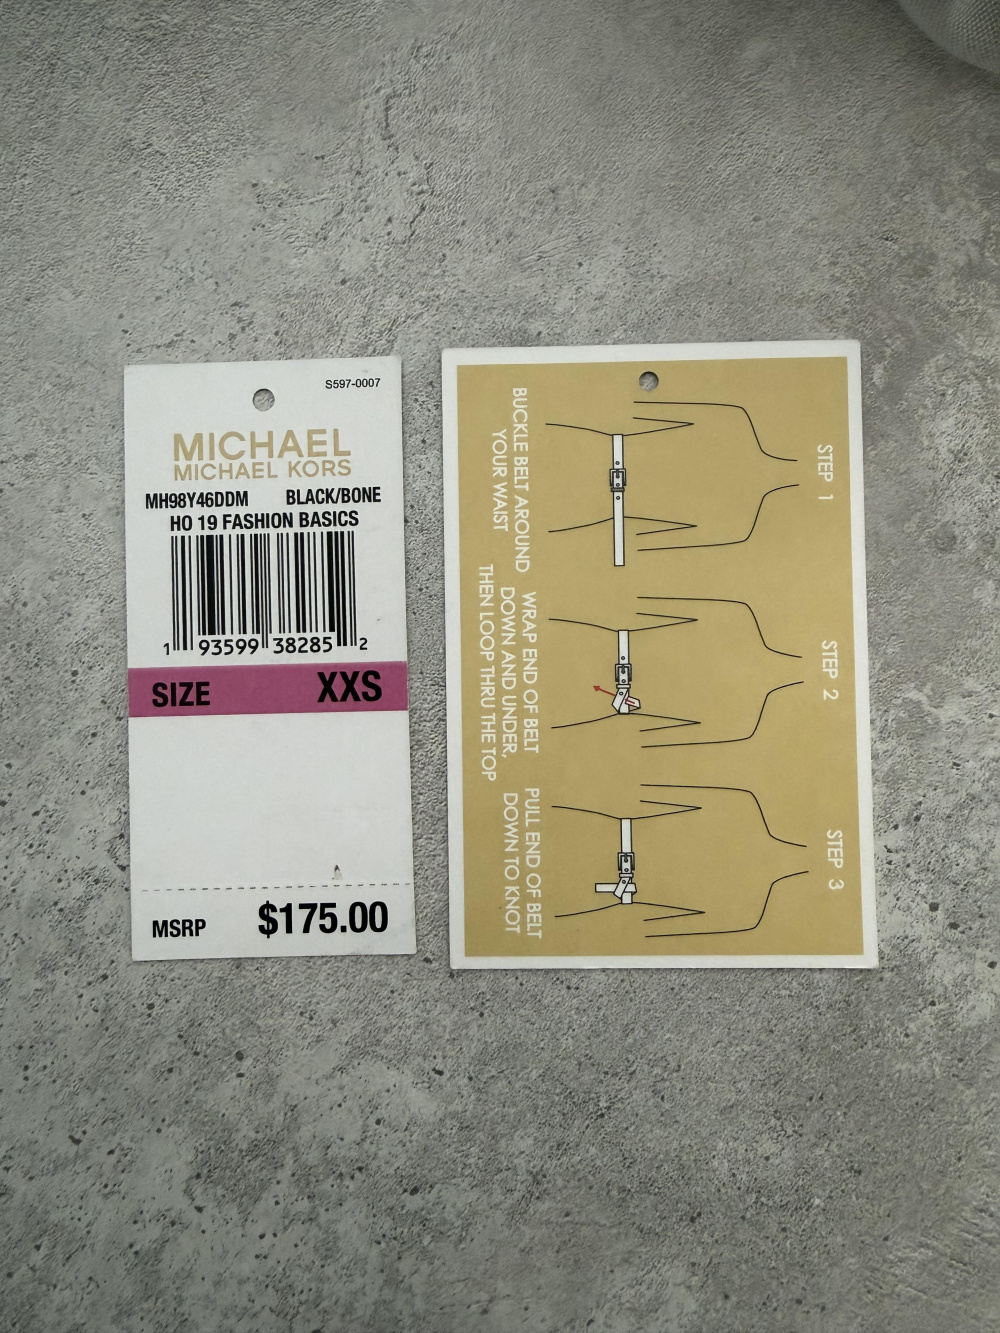 S597-0007
MICHAEL
MICHAEL KORS
MH98Y46DDM BLACK/BONE
HO 19 FASHION BASICS
1 93599 38285 2
SIZE XXS
MSRP $175.00
STEP 1
BUCKLE BELT AROUND
YOUR WAIST
STEP 2
WRAP END OF BELT
DOWN AND UNDER,
THEN LOOP THRU THE TOP
STEP 3
PULL END OF BELT
DOWN TO KNOT